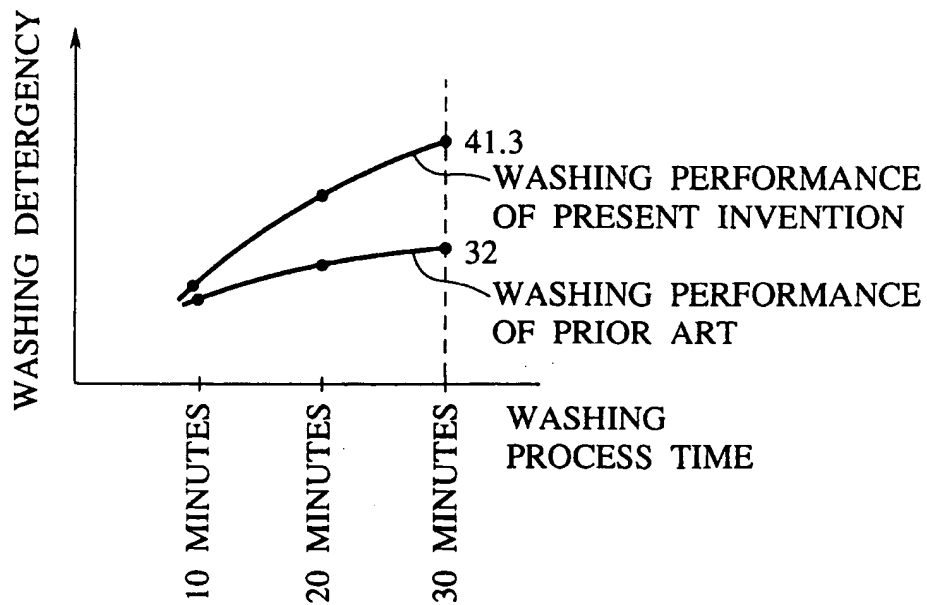 WASHING DETERGENCY
41.3
WASHING PERFORMANCE
OF PRESENT INVENTION
32
WASHING PERFORMANCE
OF PRIOR ART
10 MINUTES
20 MINUTES
30 MINUTES
WASHING
PROCESS TIME